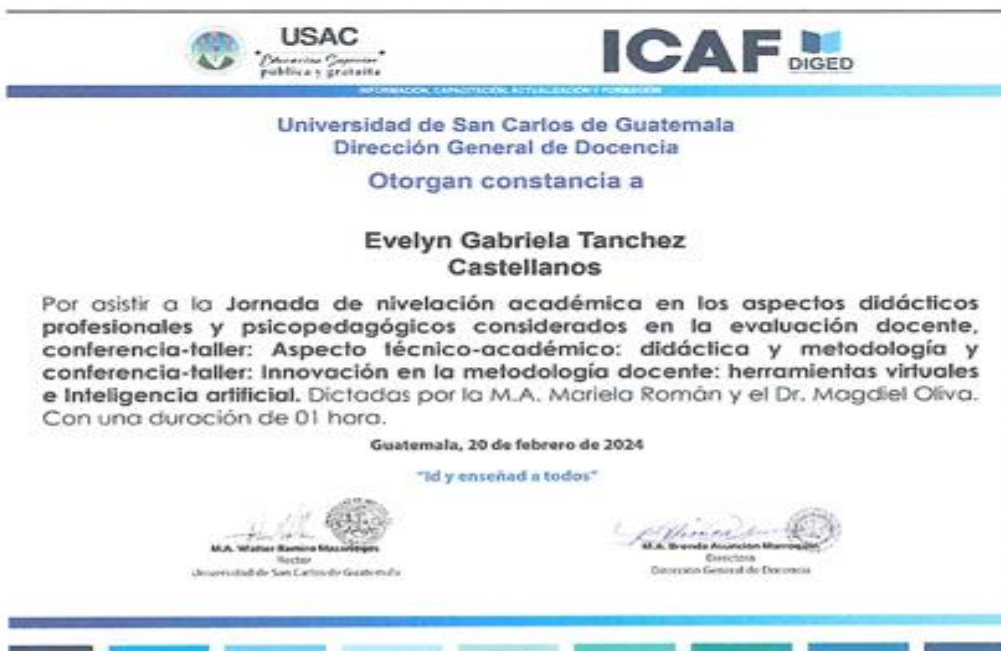 USAC
"Educación Superior"
pública y gratuita
ICAF
DIGED
INFORMACIÓN, CAPACITACIÓN, ACTUALIZACIÓN Y FORMACIÓN
Universidad de San Carlos de Guatemala
Dirección General de Docencia
Otorgan constancia a
Evelyn Gabriela Tanchez
Castellanos
Por asistir a la Jornada de nivelación académica en los aspectos didácticos
profesionales y psicopedagógicos considerados en la evaluación docente,
conferencia-taller: Aspecto técnico-académico: didáctica y metodología y
conferencia-taller: Innovación en la metodología docente: herramientas virtuales
e Inteligencia artificial. Dictadas por la M.A. Mariela Román y el Dr. Magdiel Oliva.
Con una duración de 01 hora.
Guatemala, 20 de febrero de 2024
"Id y enseñad a todos"
M.A. Walter Ramiro Mazariegos
Rector
Universidad de San Carlos de Guatemala
M.A. Brenda Asunción Marroquín
Directora
Dirección General de Docencia